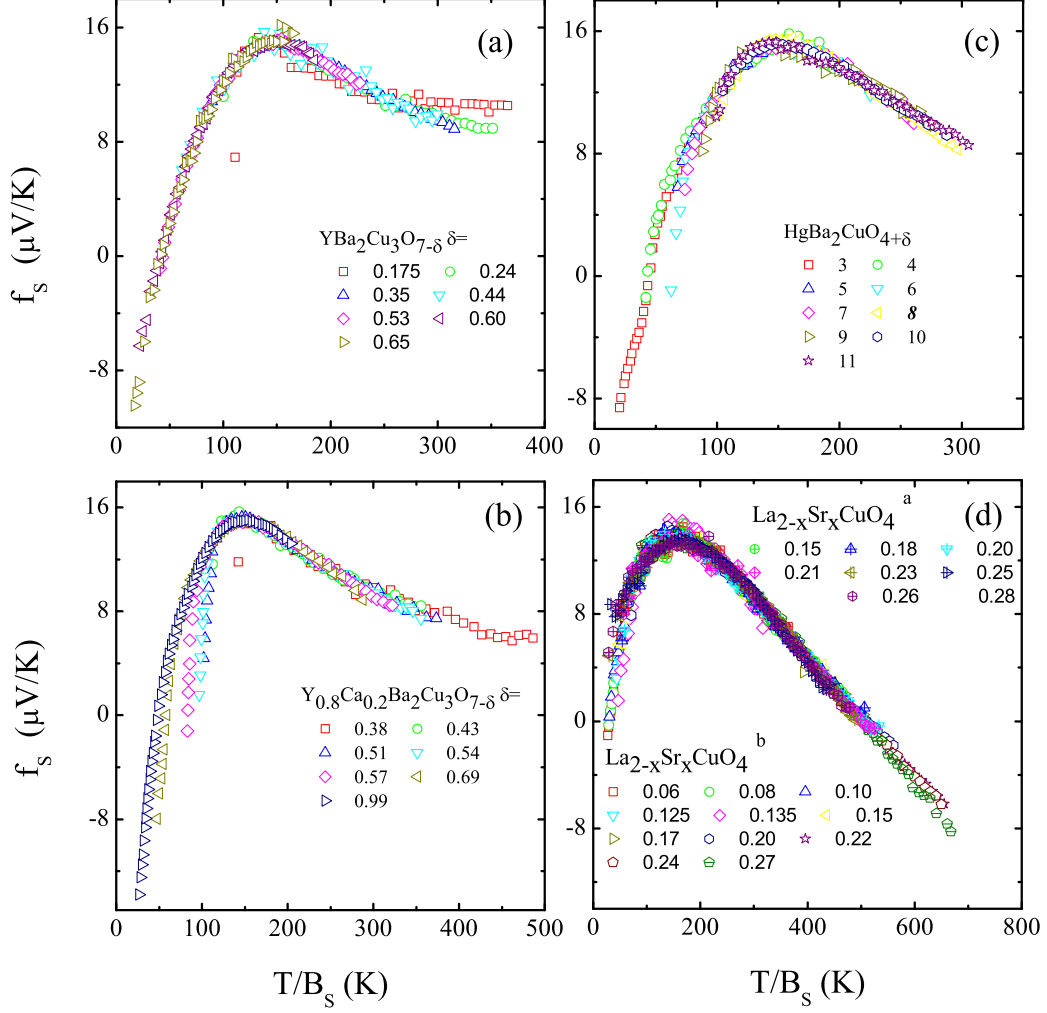 16
8
0
-8
0
100
200
300
400
f_S (μV/K)
(a)
YBa₂Cu₃O₇₋δ δ=
0.175 0.24
0.35 0.44
0.53 0.60
0.65
16
8
0
-8
0
100
200
300
(c)
HgBa₂CuO₄₊δ
3 4
5 6
7 8
9 10
11
16
8
0
-8
0
100
200
300
400
500
f_S (μV/K)
T/B_S (K)
(b)
Y₀.₈Ca₀.₂Ba₂Cu₃O₇₋δ δ=
0.38 0.43
0.51 0.54
0.57 0.69
0.99
16
8
0
-8
0
200
400
600
800
T/B_S (K)
(d)
La₂₋ₓSrₓCuO₄ a
0.15 0.18 0.20
0.21 0.23 0.25
0.26 0.28
La₂₋ₓSrₓCuO₄ b
0.06 0.08 0.10
0.125 0.135 0.15
0.17 0.20 0.22
0.24 0.27